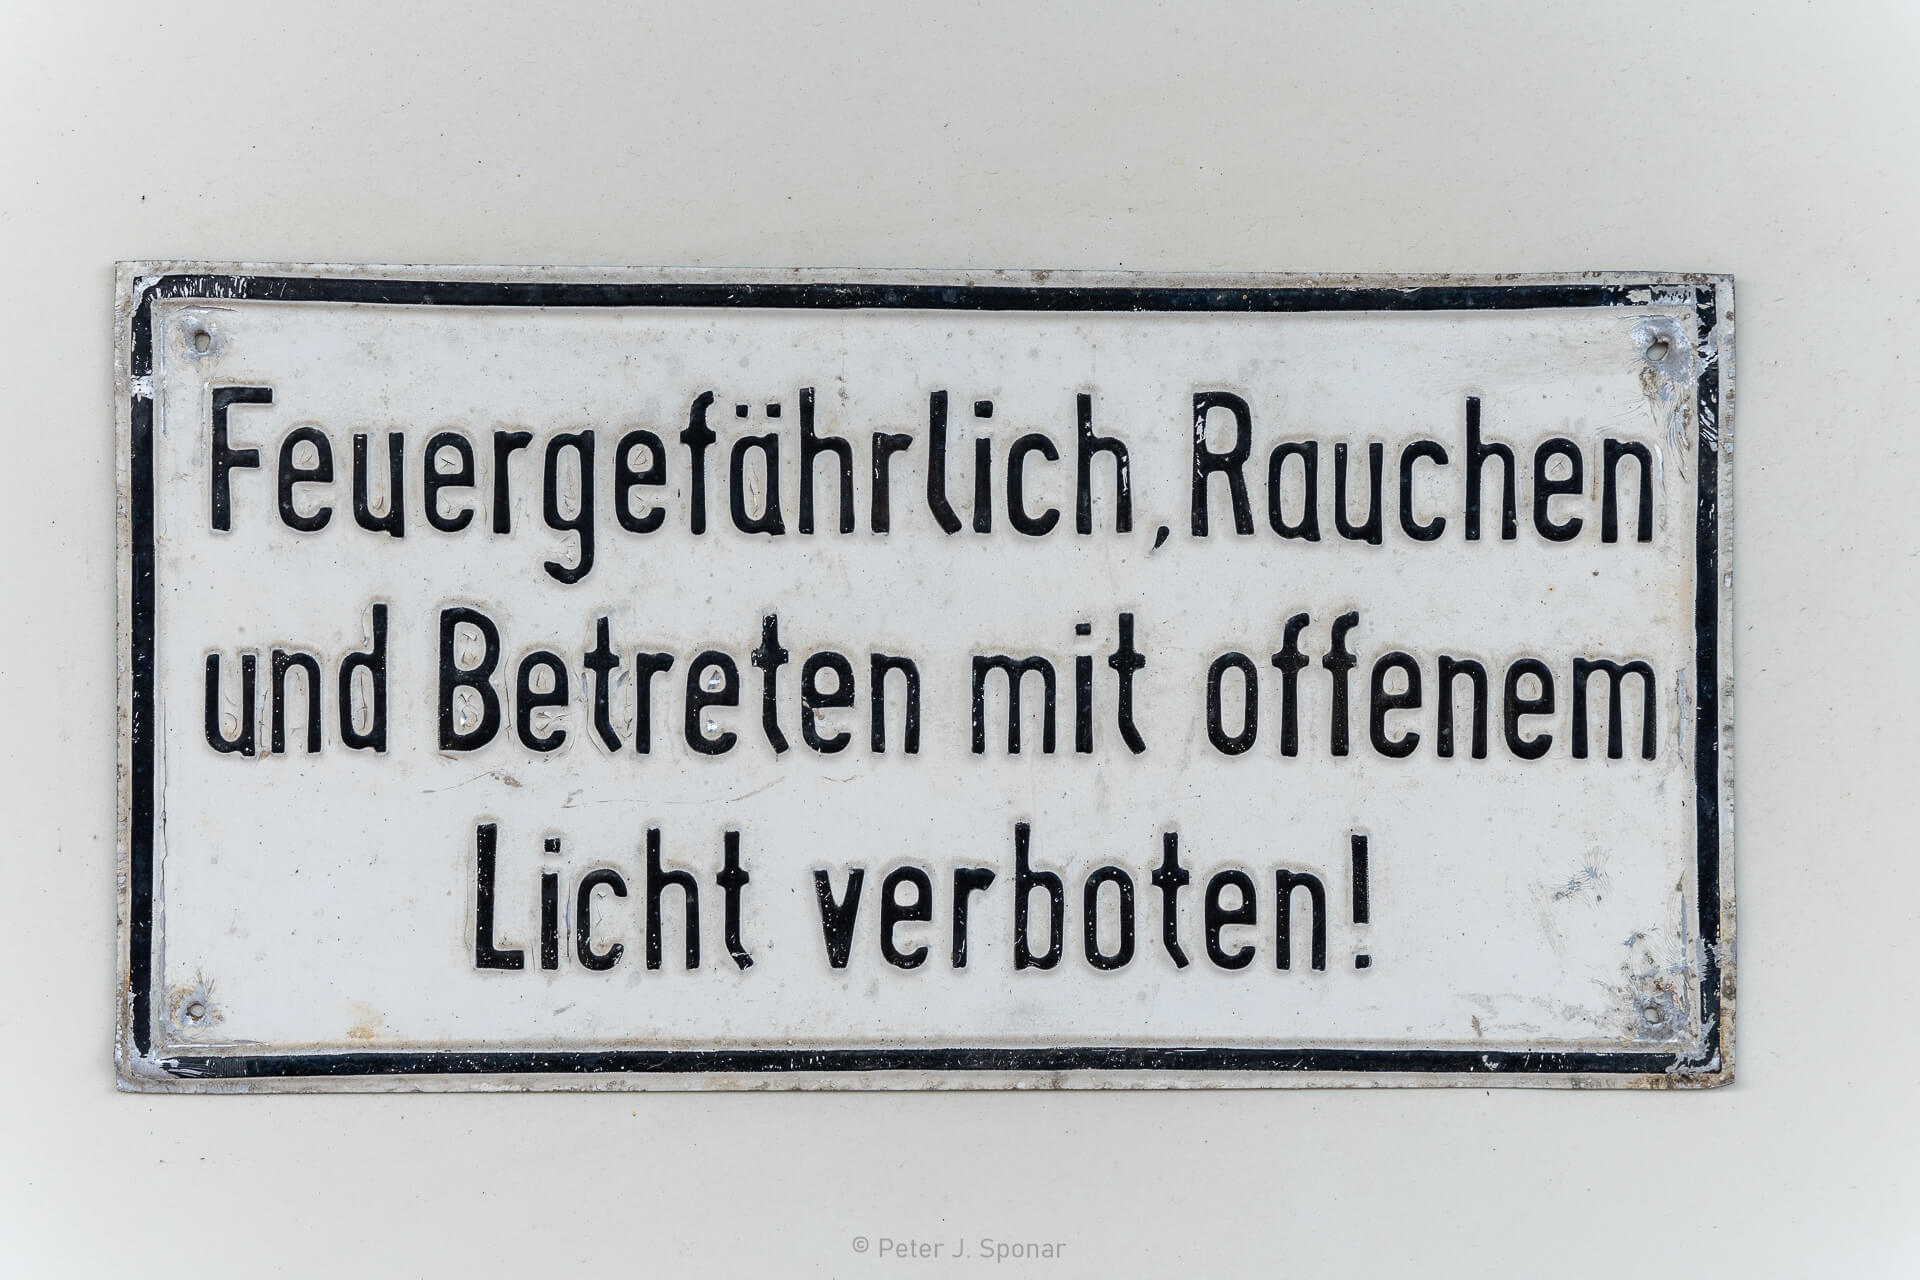 Feuergefährlich, Rauchen
und Betreten mit offenem
Licht verboten!
© Peter J. Sponar